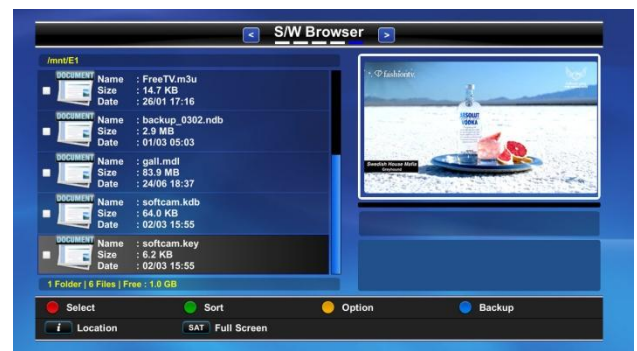 < S/W Browser >
/mnt/E1
DOCUMENT
Name : FreeTV.m3u
Size : 14.7 KB
Date : 26/01 17:16
DOCUMENT
Name : backup_0302.ndb
Size : 2.9 MB
Date : 01/03 05:03
DOCUMENT
Name : gall.mdl
Size : 83.9 MB
Date : 24/06 18:37
DOCUMENT
Name : softcam.kdb
Size : 64.0 KB
Date : 02/03 15:55
DOCUMENT
Name : softcam.key
Size : 6.2 KB
Date : 02/03 15:55
1 Folder | 6 Files | Free : 1.0 GB
fashiontv
ABSOLUT
VODKA
Swedish House Mafia
Greyhound
Select Sort Option Backup
i Location SAT Full Screen